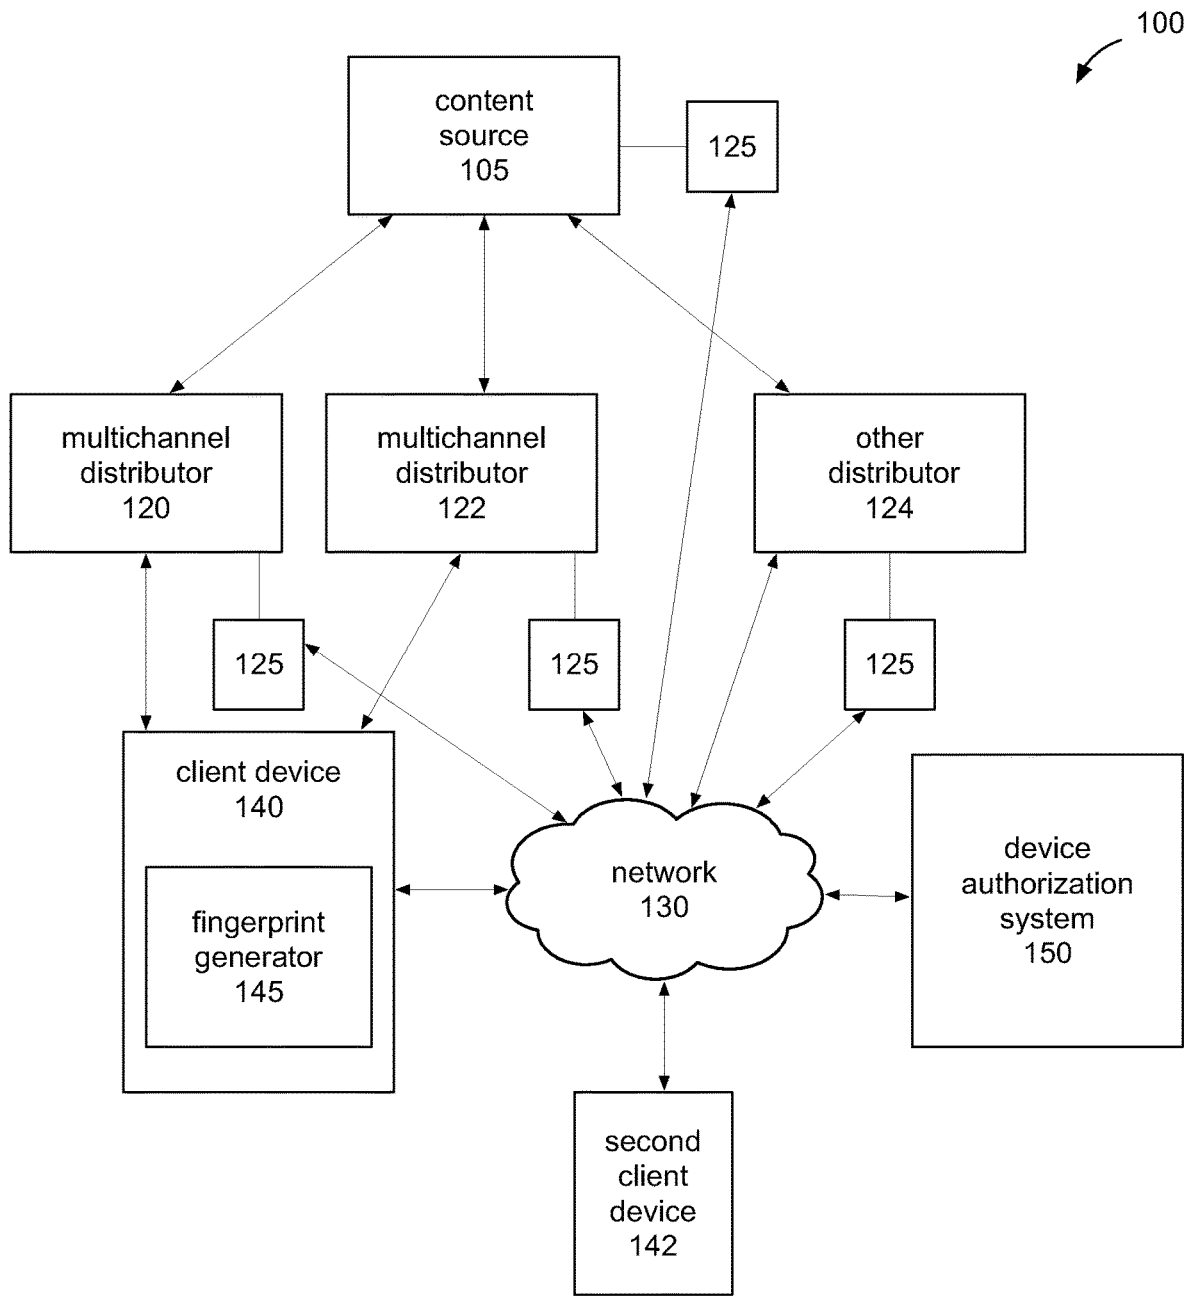 100
content
source
105
125
multichannel
distributor
120
multichannel
distributor
122
other
distributor
124
125
125
125
client device
140
fingerprint
generator
145
network
130
device
authorization
system
150
second
client
device
142